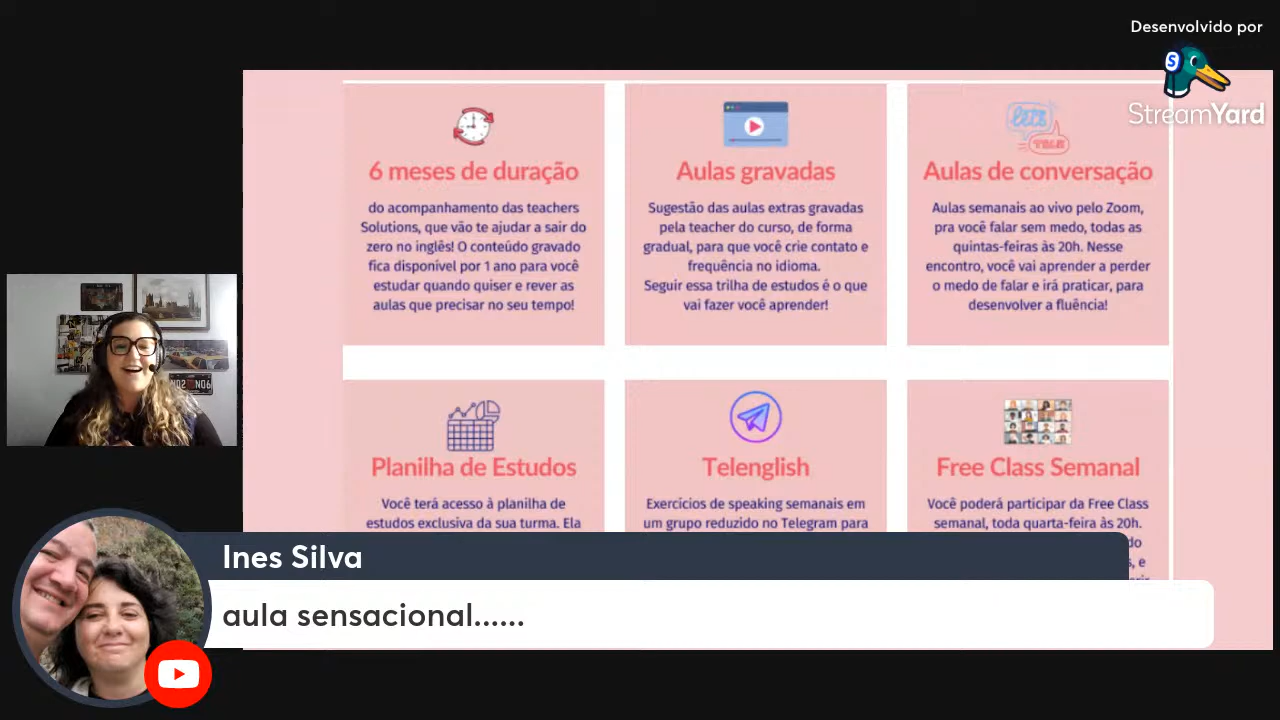 Desenvolvido por
StreamYard
6 meses de duração
do acompanhamento das teachers
Solutions, que vão te ajudar a sair do
zero no inglês! O conteúdo gravado
fica disponível por 1 ano para você
estudar quando quiser e rever as
aulas que precisar no seu tempo!
Aulas gravadas
Sugestão das aulas extras gravadas
pela teacher do curso, de forma
gradual, para que você crie contato e
frequência no idioma.
Seguir essa trilha de estudos é o que
vai fazer você aprender!
LET'S
TALK
Aulas de conversação
Aulas semanais ao vivo pelo Zoom,
pra você falar sem medo, todas as
quintas-feiras às 20h. Nesse
encontro, você vai aprender a perder
o medo de falar e irá praticar, para
desenvolver a fluência!
Planilha de Estudos
Você terá acesso à planilha de
estudos exclusiva da sua turma. Ela
Telenglish
Exercícios de speaking semanais em
um grupo reduzido no Telegram para
Free Class Semanal
Você poderá participar da Free Class
semanal, toda quarta-feira às 20h.
Ines Silva
aula sensacional......